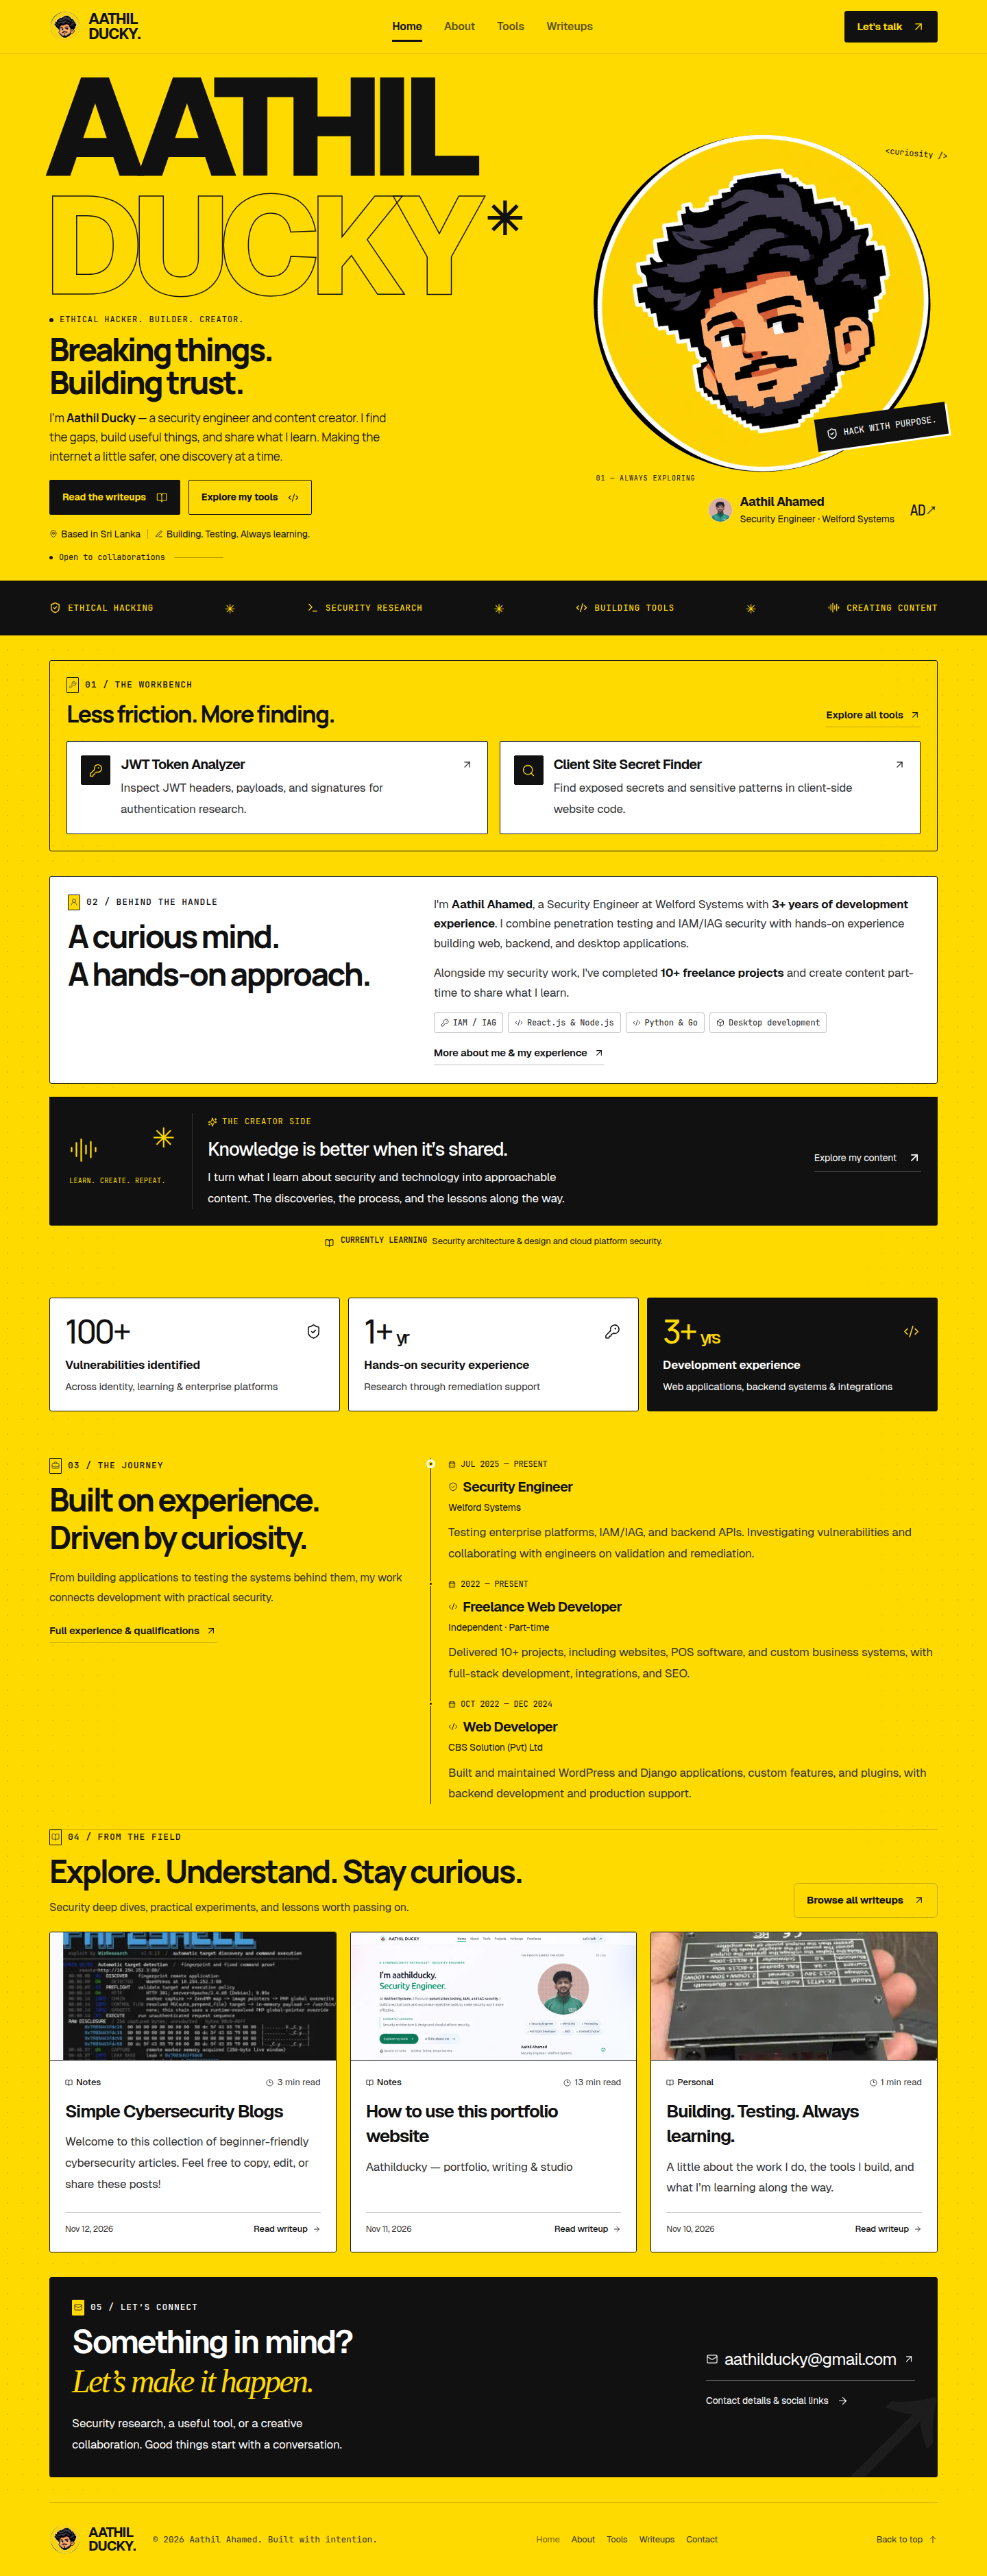 AATHIL
DUCKY.
Home About Tools Writeups
Let's talk
AATHIL
DUCKY
<curiosity />
ETHICAL HACKER. BUILDER. CREATOR.
Breaking things.
Building trust.
I'm Aathil Ducky — a security engineer and content creator. I find
the gaps, build useful things, and share what I learn. Making the
internet a little safer, one discovery at a time.
HACK WITH PURPOSE.
01 — ALWAYS EXPLORING
Read the writeups
Explore my tools
Aathil Ahamed
Security Engineer · Welford Systems
AD
Based in Sri Lanka
Building. Testing. Always learning.
Open to collaborations
ETHICAL HACKING
SECURITY RESEARCH
BUILDING TOOLS
CREATING CONTENT
01 / THE WORKBENCH
Less friction. More finding.
Explore all tools
JWT Token Analyzer
Inspect JWT headers, payloads, and signatures for
authentication research.
Client Site Secret Finder
Find exposed secrets and sensitive patterns in client-side
website code.
02 / BEHIND THE HANDLE
A curious mind.
A hands-on approach.
I'm Aathil Ahamed, a Security Engineer at Welford Systems with 3+ years of development
experience. I combine penetration testing and IAM/IAG security with hands-on experience
building web, backend, and desktop applications.
Alongside my security work, I've completed 10+ freelance projects and create content part-
time to share what I learn.
IAM / IAG
React.js & Node.js
Python & Go
Desktop development
More about me & my experience
LEARN. CREATE. REPEAT.
THE CREATOR SIDE
Knowledge is better when it's shared.
I turn what I learn about security and technology into approachable
content. The discoveries, the process, and the lessons along the way.
Explore my content
CURRENTLY LEARNING Security architecture & design and cloud platform security.
100+
Vulnerabilities identified
Across identity, learning & enterprise platforms
1+ yr
Hands-on security experience
Research through remediation support
3+ yrs
Development experience
Web applications, backend systems & integrations
03 / THE JOURNEY
Built on experience.
Driven by curiosity.
From building applications to testing the systems behind them, my work
connects development with practical security.
Full experience & qualifications
JUL 2025 — PRESENT
Security Engineer
Welford Systems
Testing enterprise platforms, IAM/IAG, and backend APIs. Investigating vulnerabilities and
collaborating with engineers on validation and remediation.
2022 — PRESENT
Freelance Web Developer
Independent · Part-time
Delivered 10+ projects, including websites, POS software, and custom business systems, with
full-stack development, integrations, and SEO.
OCT 2022 — DEC 2024
Web Developer
CBS Solution (Pvt) Ltd
Built and maintained WordPress and Django applications, custom features, and plugins, with
backend development and production support.
04 / FROM THE FIELD
Explore. Understand. Stay curious.
Security deep dives, practical experiments, and lessons worth passing on.
Browse all writeups
AATHIL DUCKY
I'm aathilducky.
Security Engineer.
Notes
3 min read
Simple Cybersecurity Blogs
Welcome to this collection of beginner-friendly
cybersecurity articles. Feel free to copy, edit, or
share these posts!
Nov 12, 2026
Read writeup
Notes
13 min read
How to use this portfolio
website
Aathilducky — portfolio, writing & studio
Nov 11, 2026
Read writeup
Personal
1 min read
Building. Testing. Always
learning.
A little about the work I do, the tools I build, and
what I'm learning along the way.
Nov 10, 2026
Read writeup
05 / LET'S CONNECT
Something in mind?
Let's make it happen.
Security research, a useful tool, or a creative
collaboration. Good things start with a conversation.
aathilducky@gmail.com
Contact details & social links
AATHIL
DUCKY.
© 2026 Aathil Ahamed. Built with intention.
Home About Tools Writeups Contact
Back to top